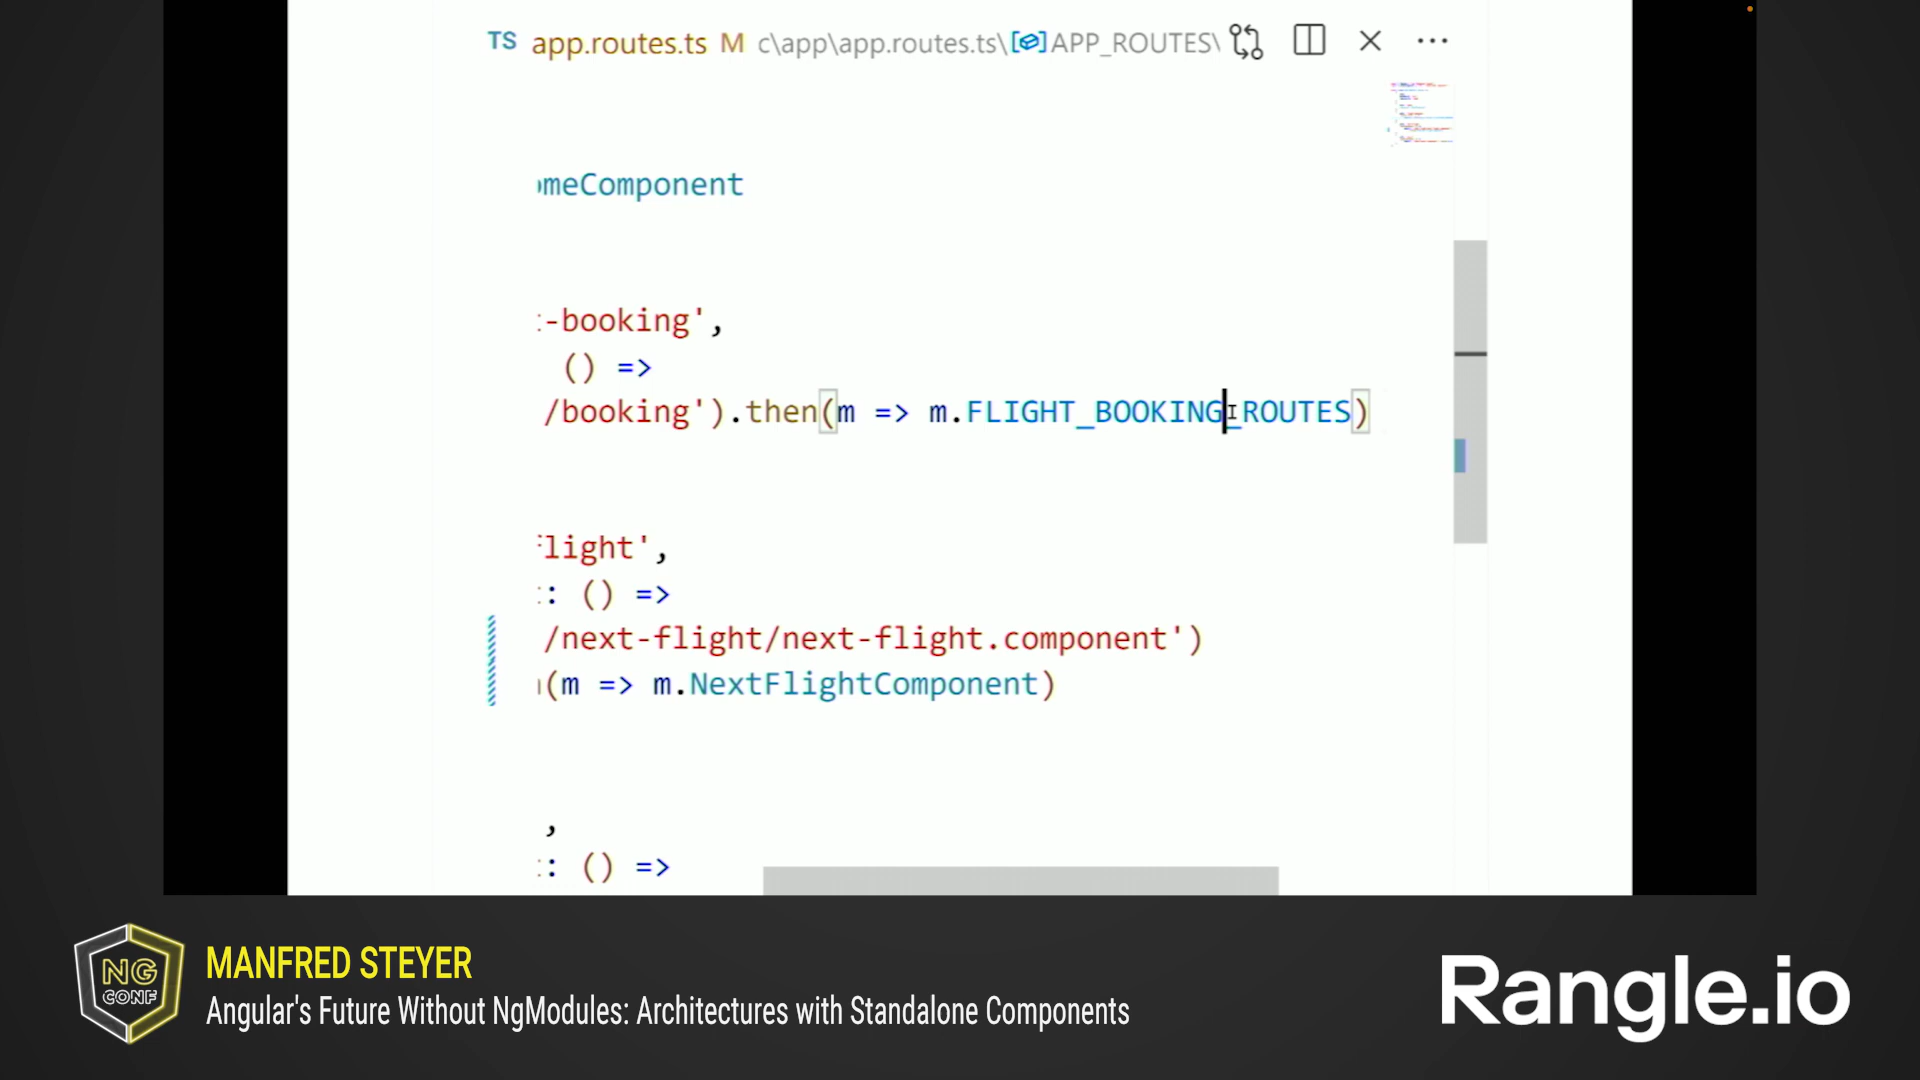 TS app.routes.ts M c\app\app.routes.ts\APP_ROUTES\ ...
omeComponent
-booking',
() =>
/booking').then(m => m.FLIGHT_BOOKING_ROUTES)
light',
: () =>
/next-flight/next-flight.component')
(m => m.NextFlightComponent)
,
: () =>
NG
CONF
MANFRED STEYER
Angular's Future Without NgModules: Architectures with Standalone Components
Rangle.io